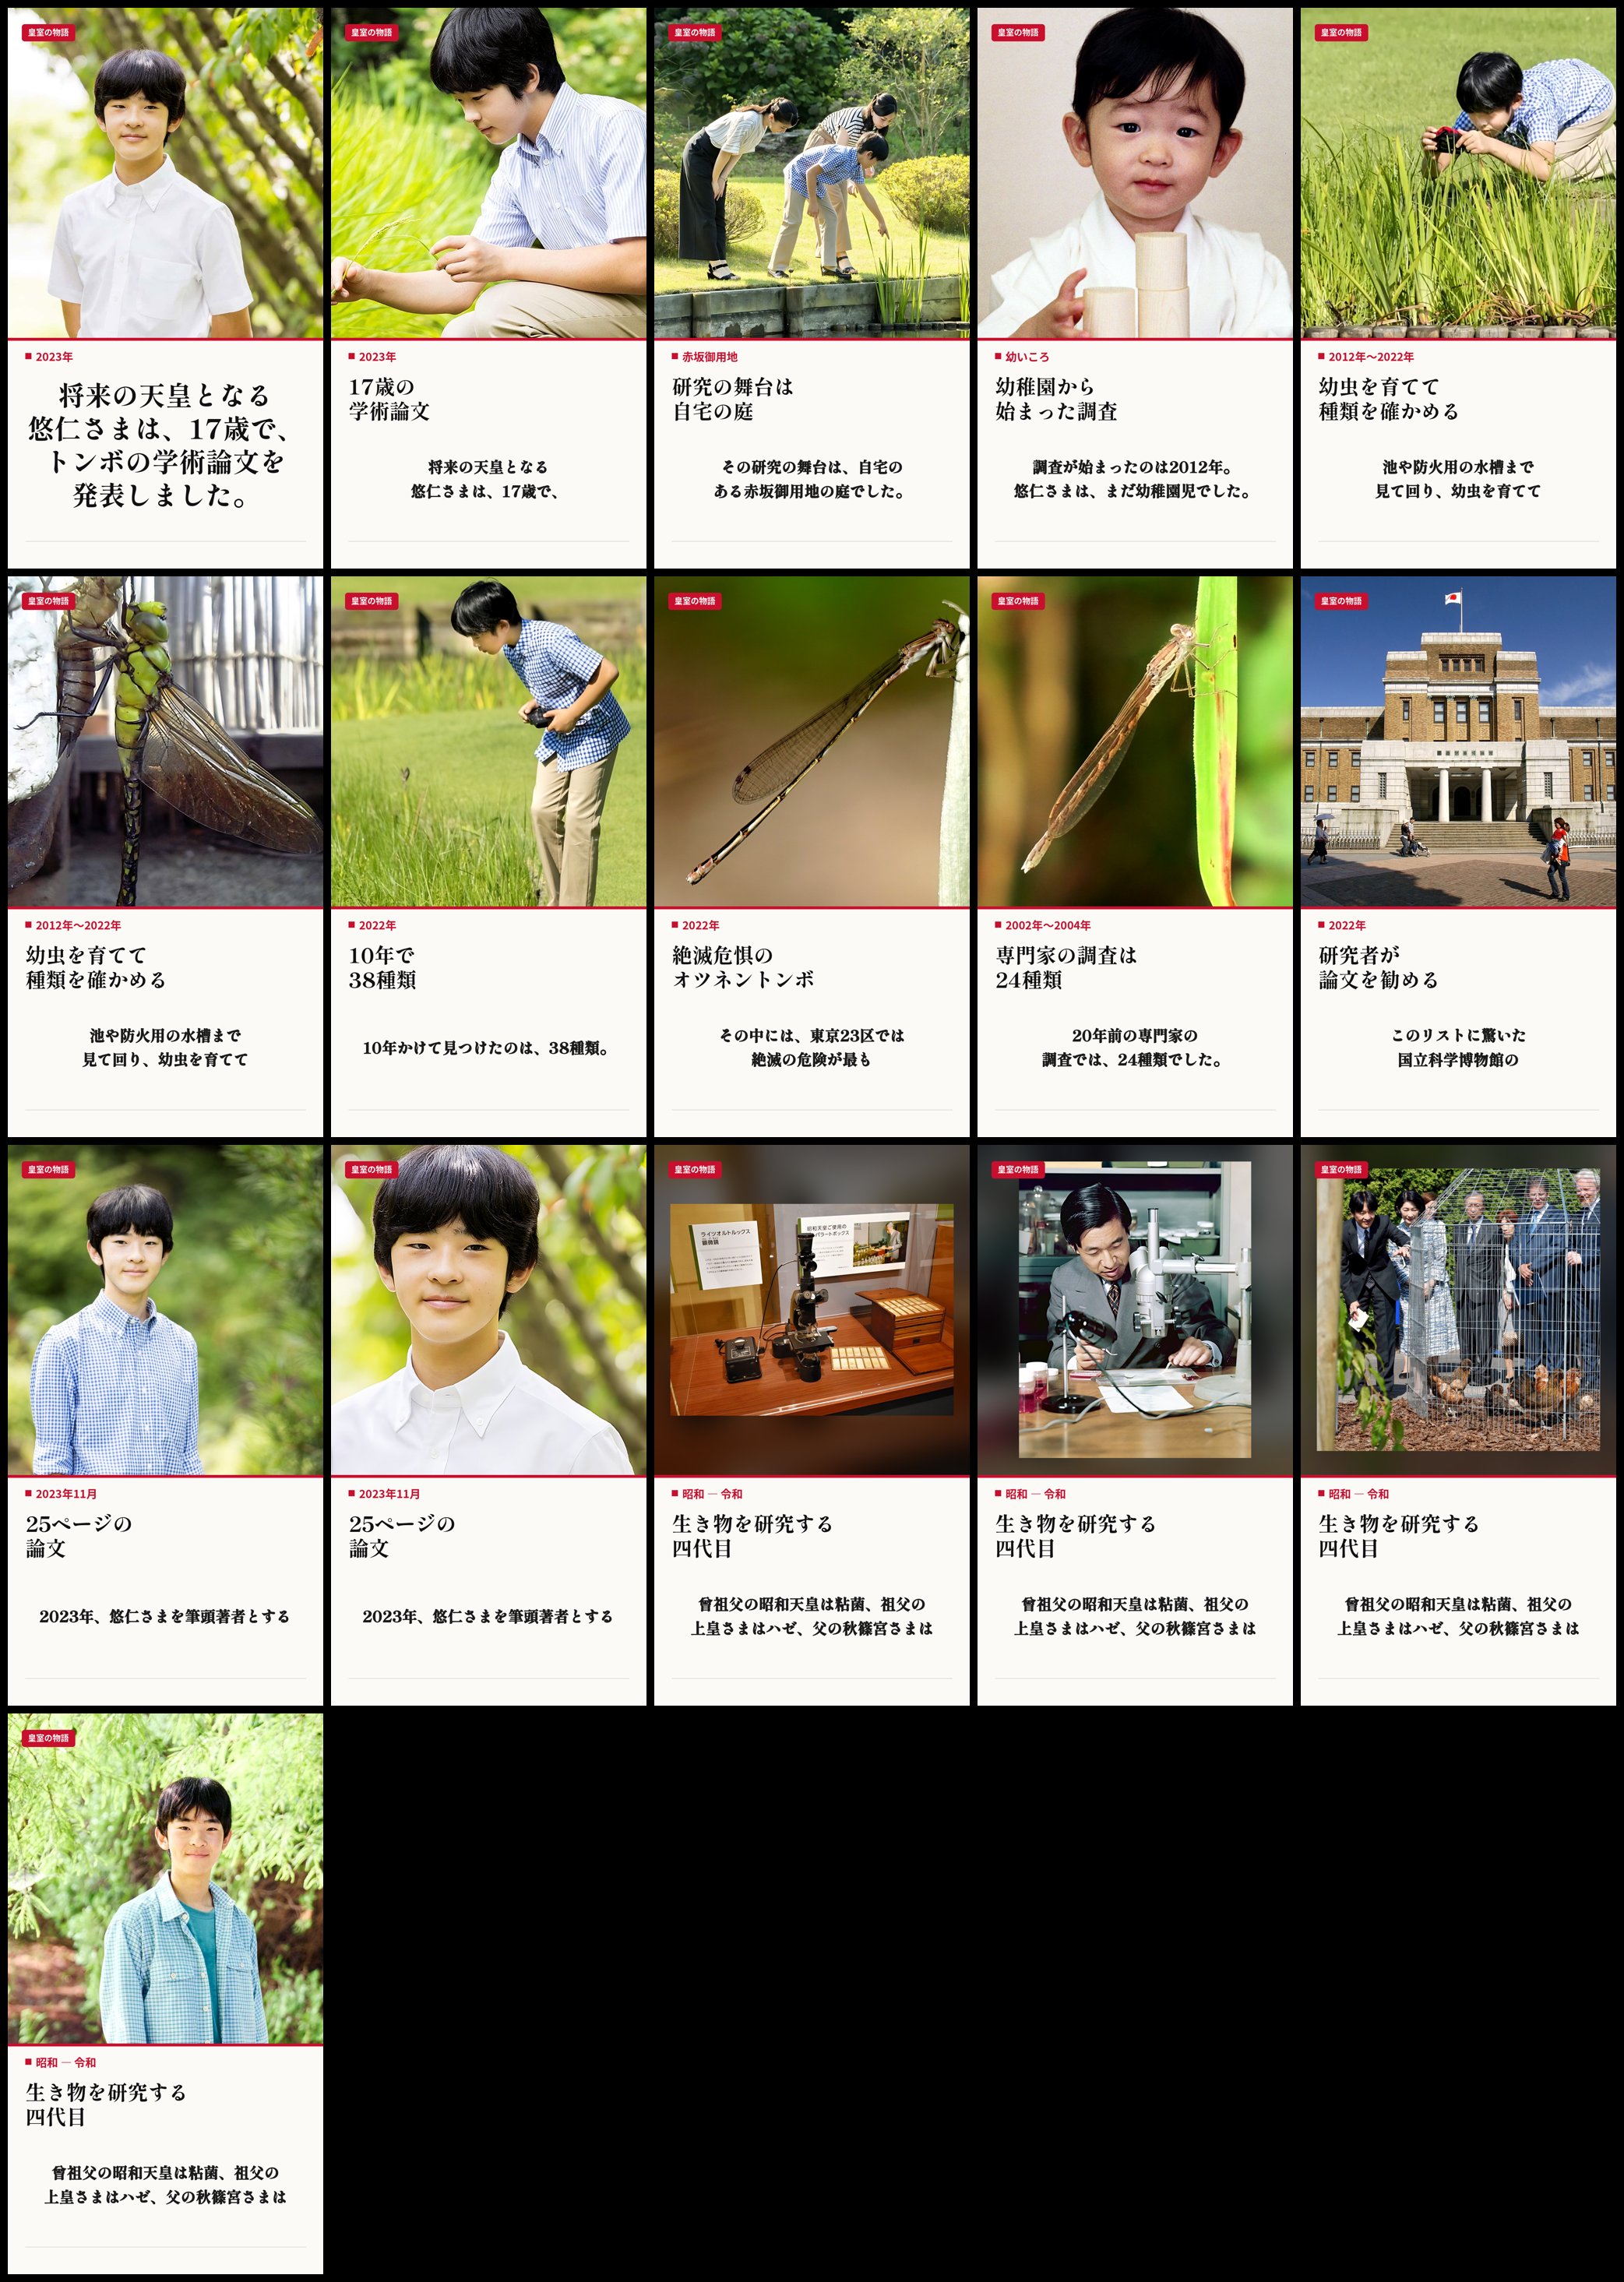 皇室の物語
2023年
将来の天皇となる
悠仁さまは、17歳で、
トンボの学術論文を
発表しました。
皇室の物語
2023年
17歳の
学術論文
将来の天皇となる
悠仁さまは、17歳で、
皇室の物語
赤坂御用地
研究の舞台は
自宅の庭
その研究の舞台は、自宅の
ある赤坂御用地の庭でした。
皇室の物語
幼いころ
幼稚園から
始まった調査
調査が始まったのは2012年。
悠仁さまは、まだ幼稚園児でした。
皇室の物語
2012年〜2022年
幼虫を育てて
種類を確かめる
池や防火用の水槽まで
見て回り、幼虫を育てて
皇室の物語
2012年〜2022年
幼虫を育てて
種類を確かめる
池や防火用の水槽まで
見て回り、幼虫を育てて
皇室の物語
2022年
10年で
38種類
10年かけて見つけたのは、38種類。
皇室の物語
2022年
絶滅危惧の
オツネントンボ
その中には、東京23区では
絶滅の危険が最も
皇室の物語
2002年〜2004年
専門家の調査は
24種類
20年前の専門家の
調査では、24種類でした。
皇室の物語
2022年
研究者が
論文を勧める
このリストに驚いた
国立科学博物館の
皇室の物語
2023年11月
25ページの
論文
2023年、悠仁さまを筆頭著者とする
皇室の物語
2023年11月
25ページの
論文
2023年、悠仁さまを筆頭著者とする
皇室の物語
ライツオルトルックス
顕微鏡
昭和天皇ご使用の
昭和 — 令和
生き物を研究する
四代目
曾祖父の昭和天皇は粘菌、祖父の
上皇さまはハゼ、父の秋篠宮さまは
皇室の物語
昭和 — 令和
生き物を研究する
四代目
曾祖父の昭和天皇は粘菌、祖父の
上皇さまはハゼ、父の秋篠宮さまは
皇室の物語
昭和 — 令和
生き物を研究する
四代目
曾祖父の昭和天皇は粘菌、祖父の
上皇さまはハゼ、父の秋篠宮さまは
皇室の物語
昭和 — 令和
生き物を研究する
四代目
曾祖父の昭和天皇は粘菌、祖父の
上皇さまはハゼ、父の秋篠宮さまは